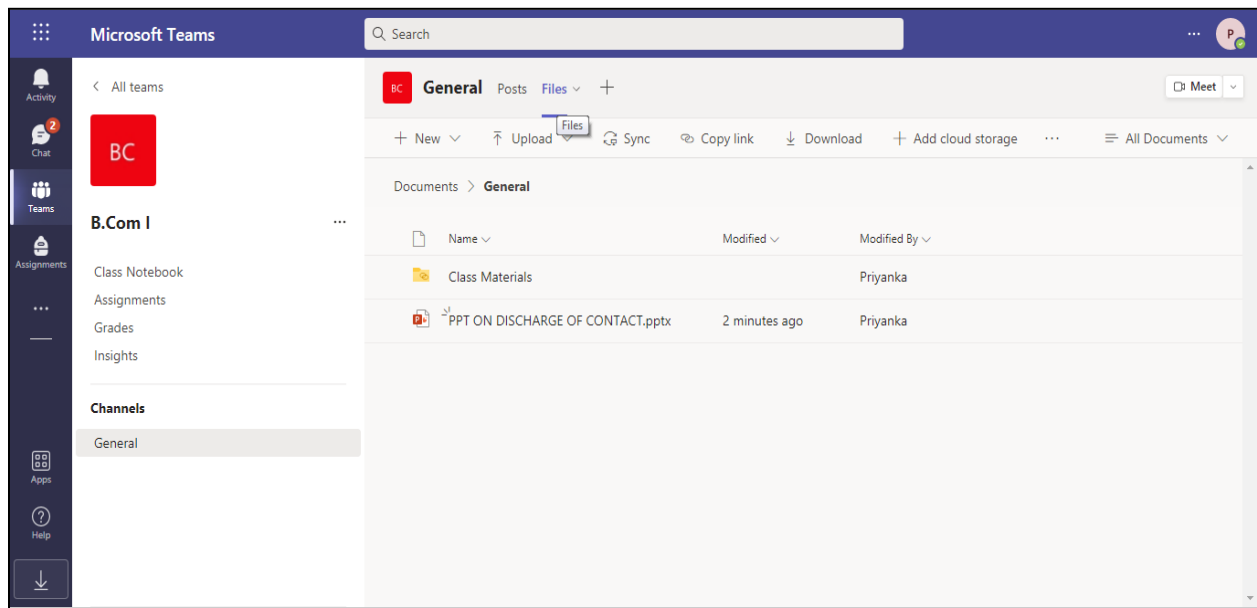 Microsoft Teams
Search
P
Activity
2
Chat
Teams
Assignments
Apps
Help
All teams
BC
B.Com I
Class Notebook
Assignments
Grades
Insights
Channels
General
BC General Posts Files
Meet
Files
New Upload Sync Copy link Download Add cloud storage All Documents
Documents > General
Name Modified Modified By
Class Materials Priyanka
PPT ON DISCHARGE OF CONTACT.pptx 2 minutes ago Priyanka